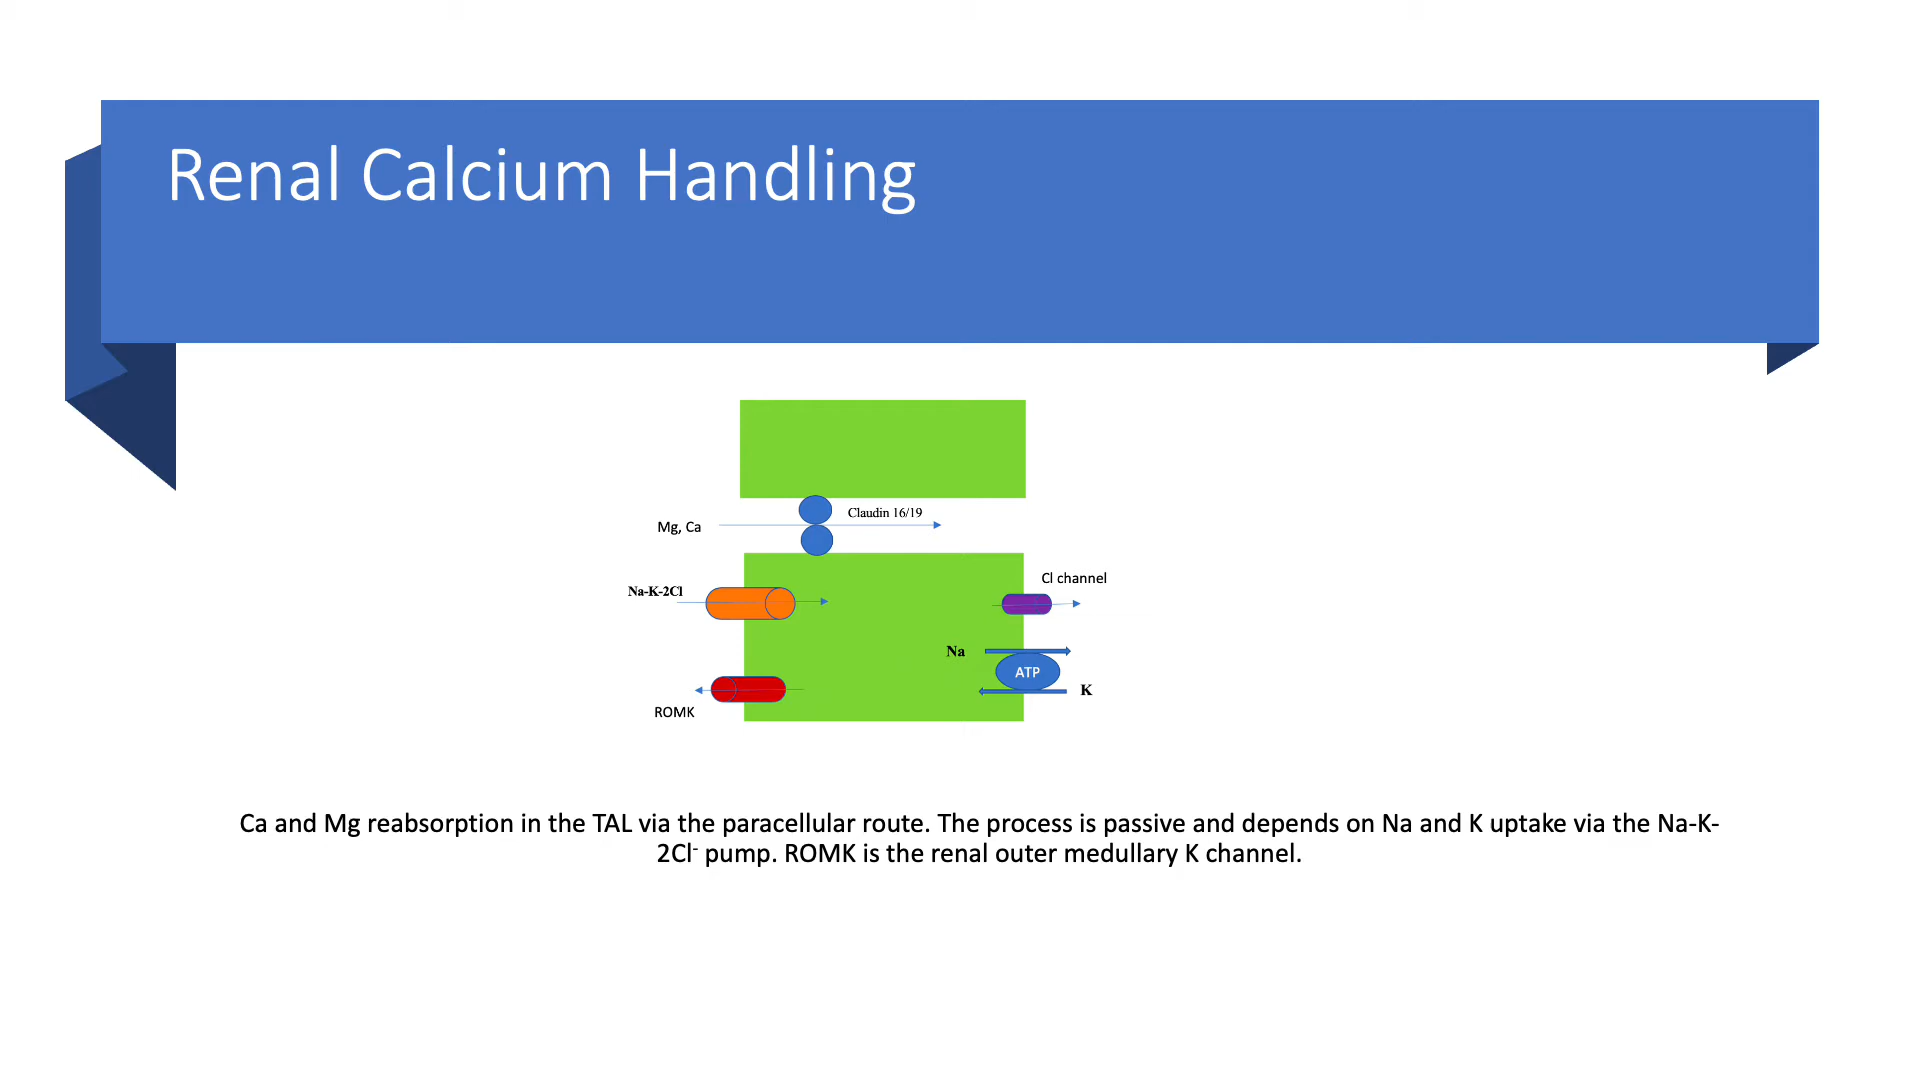 Renal Calcium Handling
Claudin 16/19
Mg, Ca
Cl channel
Na-K-2Cl
Na
ATP
K
ROMK
Ca and Mg reabsorption in the TAL via the paracellular route. The process is passive and depends on Na and K uptake via the Na-K-
2Cl⁻ pump. ROMK is the renal outer medullary K channel.